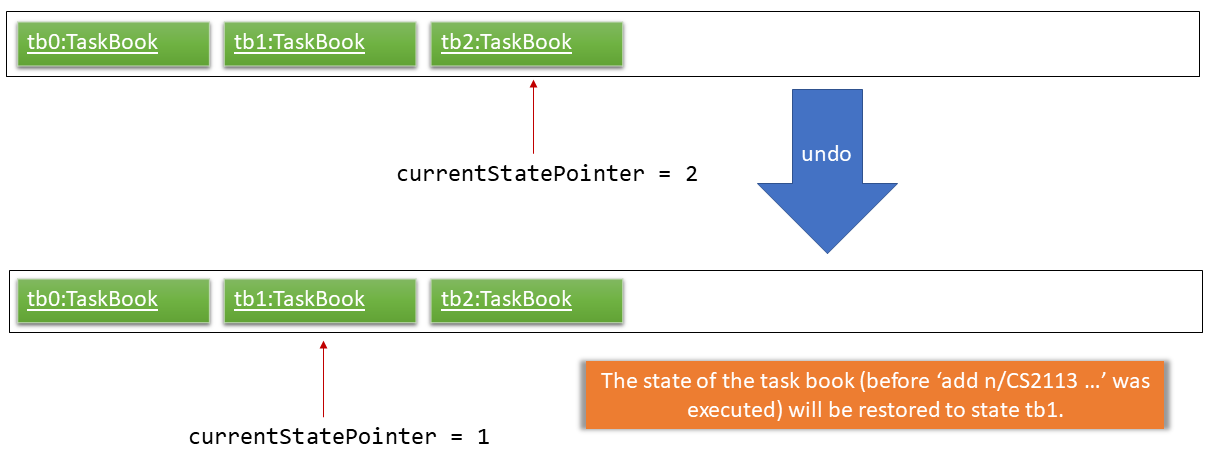 tb0:TaskBook tb1:TaskBook tb2:TaskBook
currentStatePointer = 2
undo
tb0:TaskBook tb1:TaskBook tb2:TaskBook
currentStatePointer = 1
The state of the task book (before ‘add n/CS2113 …’ was
executed) will be restored to state tb1.